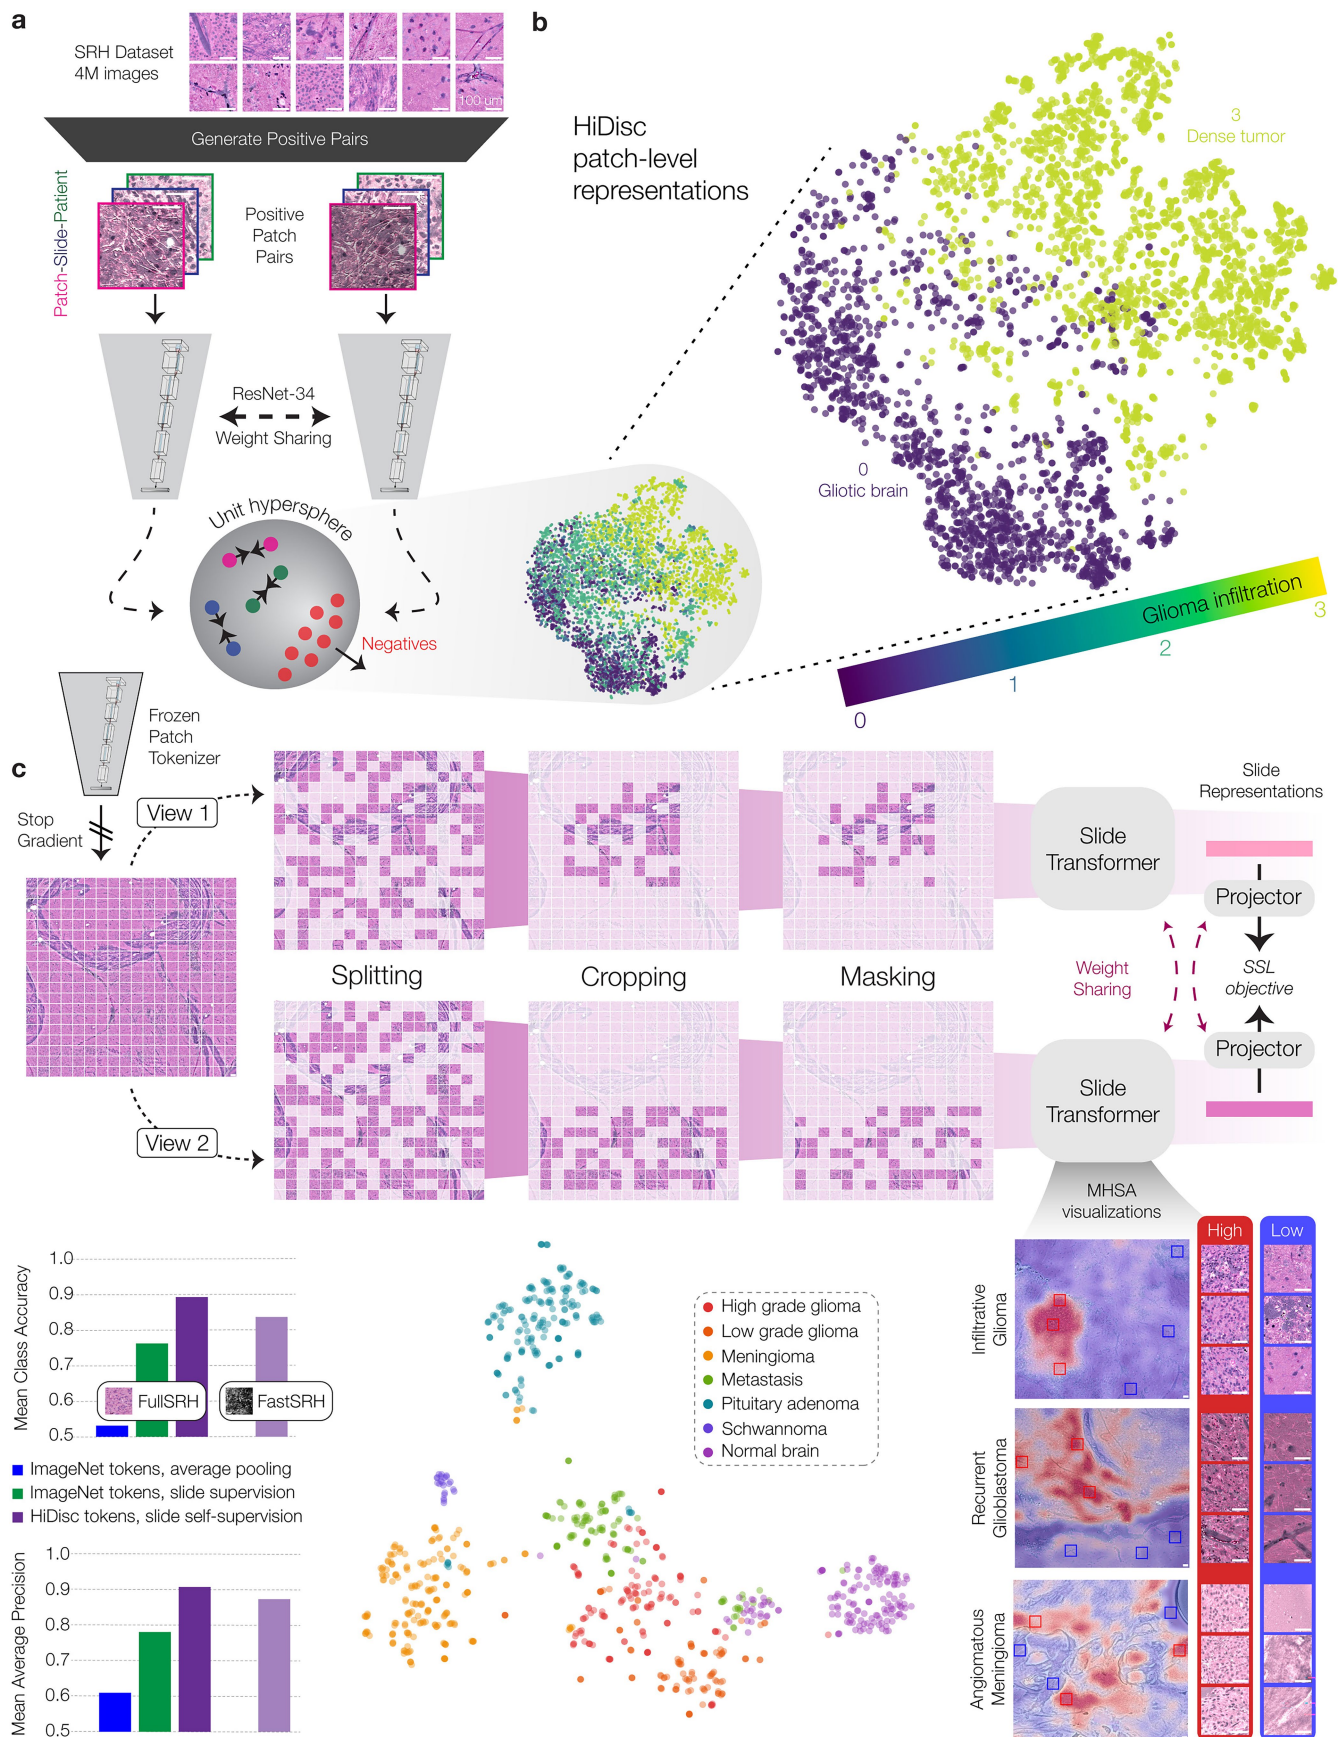 a
SRH Dataset
4M images
100 um
Generate Positive Pairs
Patch-Slide-Patient
Positive
Patch
Pairs
ResNet-34
Weight Sharing
Unit hypersphere
Negatives
b
HiDisc
patch-level
representations
3
Dense tumor
0
Gliotic brain
Glioma infiltration
0
1
2
3
c
Frozen
Patch
Tokenizer
Stop
Gradient
View 1
View 2
Splitting
Cropping
Masking
Slide
Transformer
Slide
Transformer
Slide
Representations
Projector
SSL
objective
Projector
Weight
Sharing
MHSA
visualizations
High
Low
Infiltrative
Glioma
Recurrent
Glioblastoma
Angiomatous
Meningioma
Mean Class Accuracy
1.0
0.9
0.8
0.7
0.6
0.5
FullSRH
FastSRH
ImageNet tokens, average pooling
ImageNet tokens, slide supervision
HiDisc tokens, slide self-supervision
Mean Average Precision
1.0
0.9
0.8
0.7
0.6
0.5
High grade glioma
Low grade glioma
Meningioma
Metastasis
Pituitary adenoma
Schwannoma
Normal brain